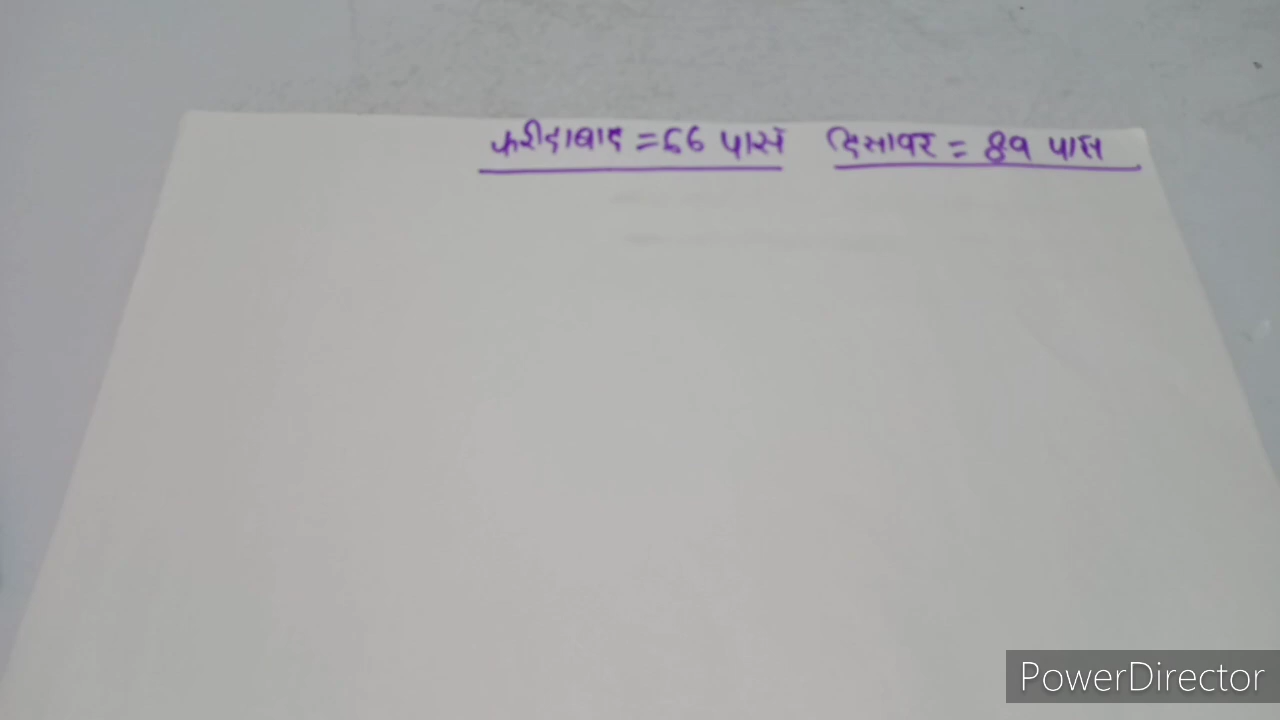 फरीदाबाद = 66 पास दिसावर = 89 पास
PowerDirector